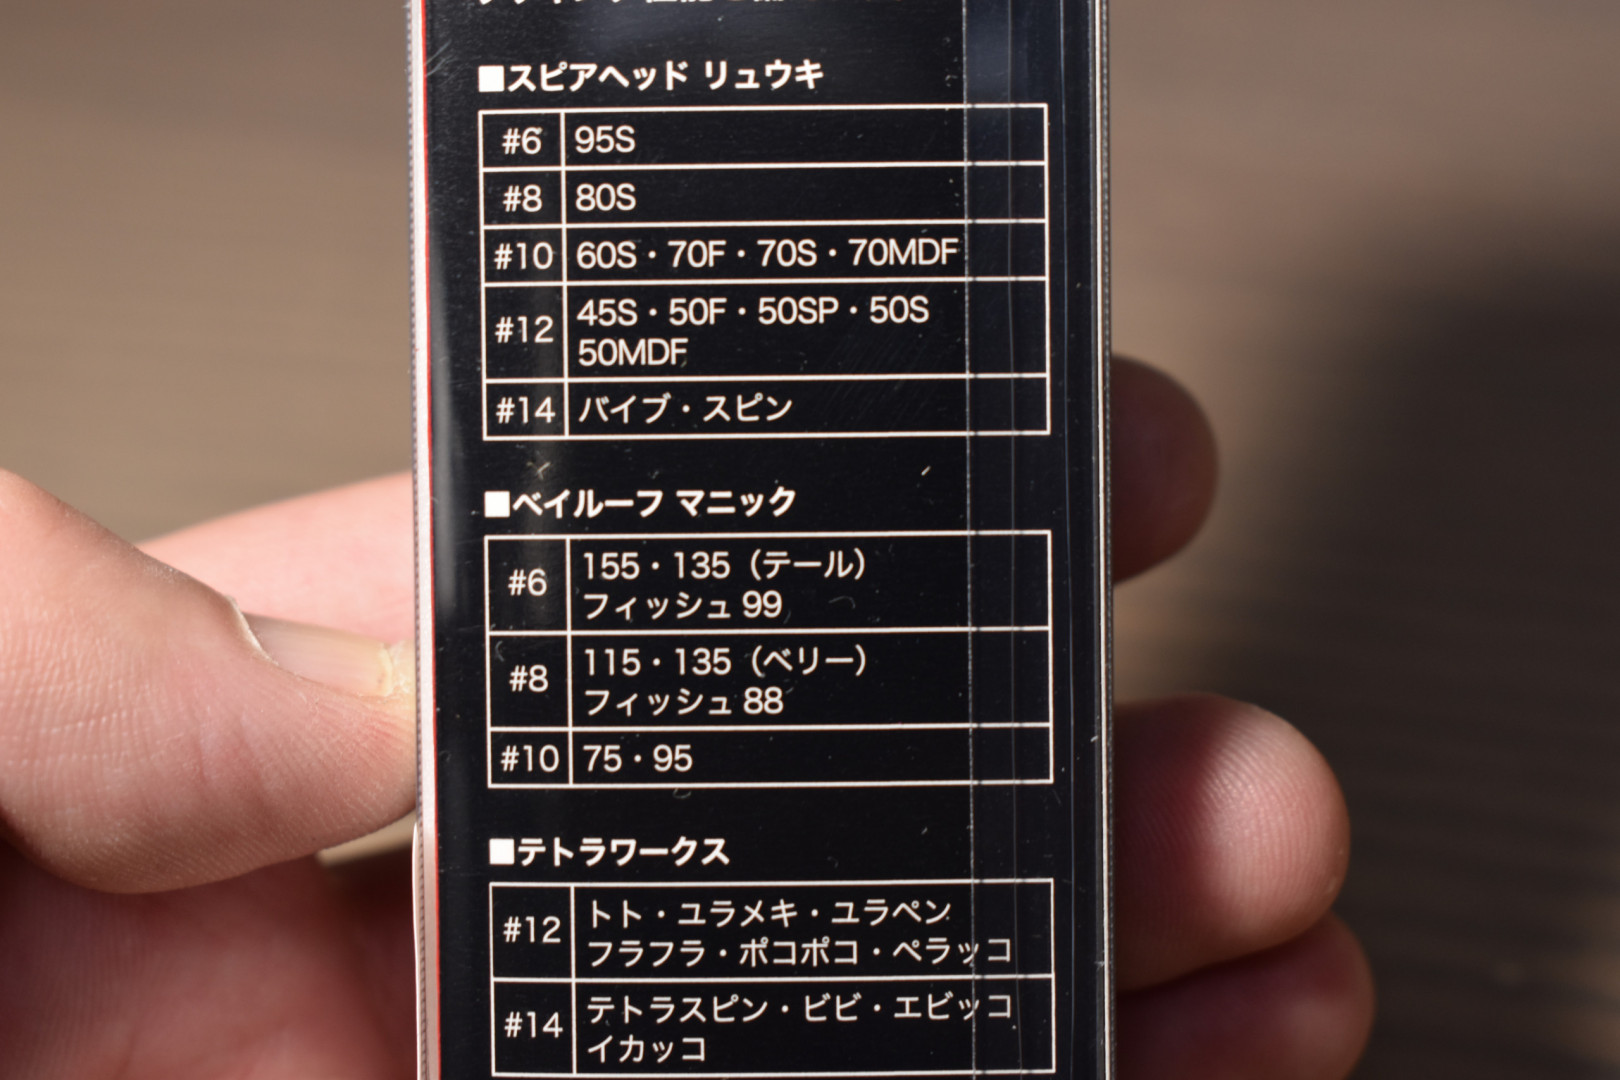 ■スピアヘッド リュウキ
#6 95S
#8 80S
#10 60S・70F・70S・70MDF
#12 45S・50F・50SP・50S
50MDF
#14 バイブ・スピン
■ベイルーフ マニック
#6 155・135（テール）
フィッシュ 99
#8 115・135（ベリー）
フィッシュ 88
#10 75・95
■テトラワークス
#12 トト・ユラメキ・ユラペン
フラフラ・ポコポコ・ペラッコ
#14 テトラスピン・ビビ・エビッコ
イカッコ